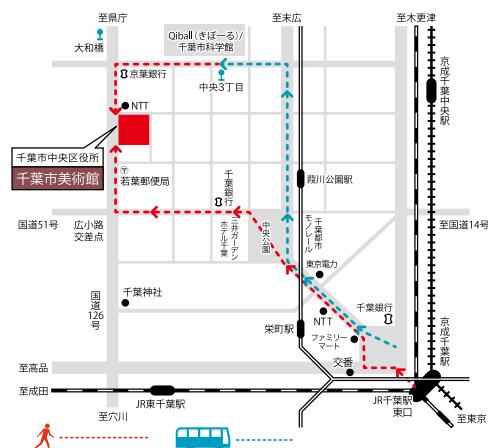 至県庁
至末広
至木更津
大和橋
Qiball（きぼーる）/
千葉市科学館
京葉銀行
中央3丁目
京成千葉中央駅
NTT
千葉市中央区役所
千葉市美術館
若葉郵便局
千葉銀行
葭川公園駅
国道51号
広小路
交差点
三井ガーデン
ホテル千葉
中央公園
千葉都市
モノレール
至国道14号
東京電力
国道126号
千葉神社
千葉銀行
NTT
栄町駅
ファミリー
マート
京成千葉駅
交番
至高品
至成田
JR東千葉駅
JR千葉駅
東口
至穴川
至東京